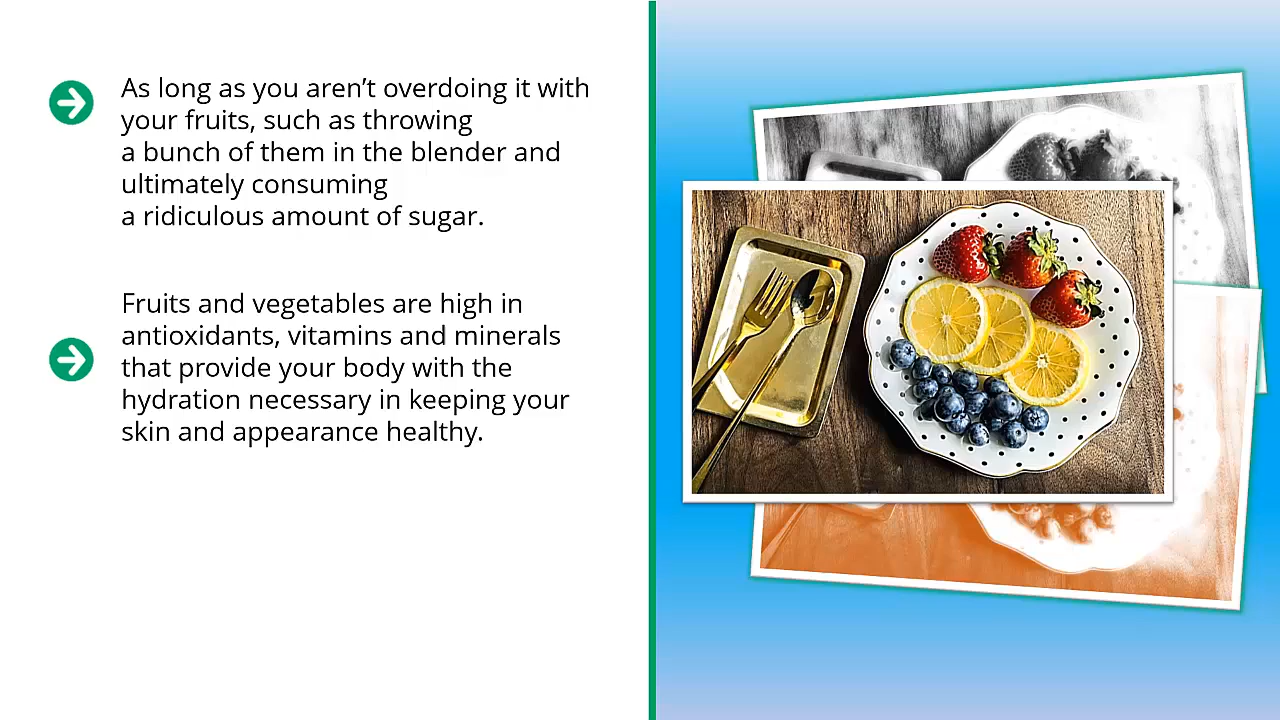 As long as you aren’t overdoing it with
your fruits, such as throwing
a bunch of them in the blender and
ultimately consuming
a ridiculous amount of sugar.
Fruits and vegetables are high in
antioxidants, vitamins and minerals
that provide your body with the
hydration necessary in keeping your
skin and appearance healthy.